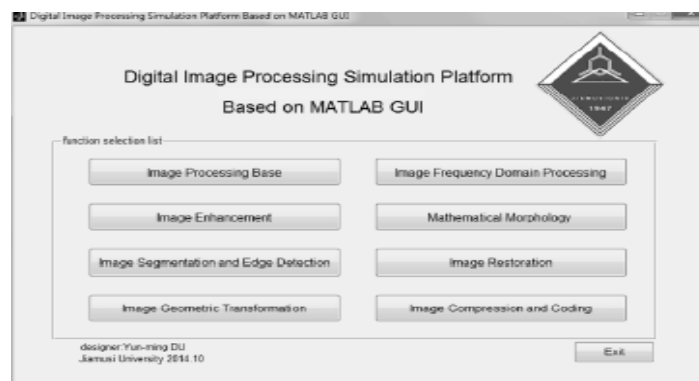 Digital Image Processing Simulation Platform Based on MATLAB GUI
Digital Image Processing Simulation Platform
Based on MATLAB GUI
1947
function selection list
Image Processing Base
Image Frequency Domain Processing
Image Enhancement
Mathematical Morphology
Image Segmentation and Edge Detection
Image Restoration
Image Geometric Transformation
Image Compression and Coding
designer:Yun-ming DU
Jiamusi University 2014.10
Exit